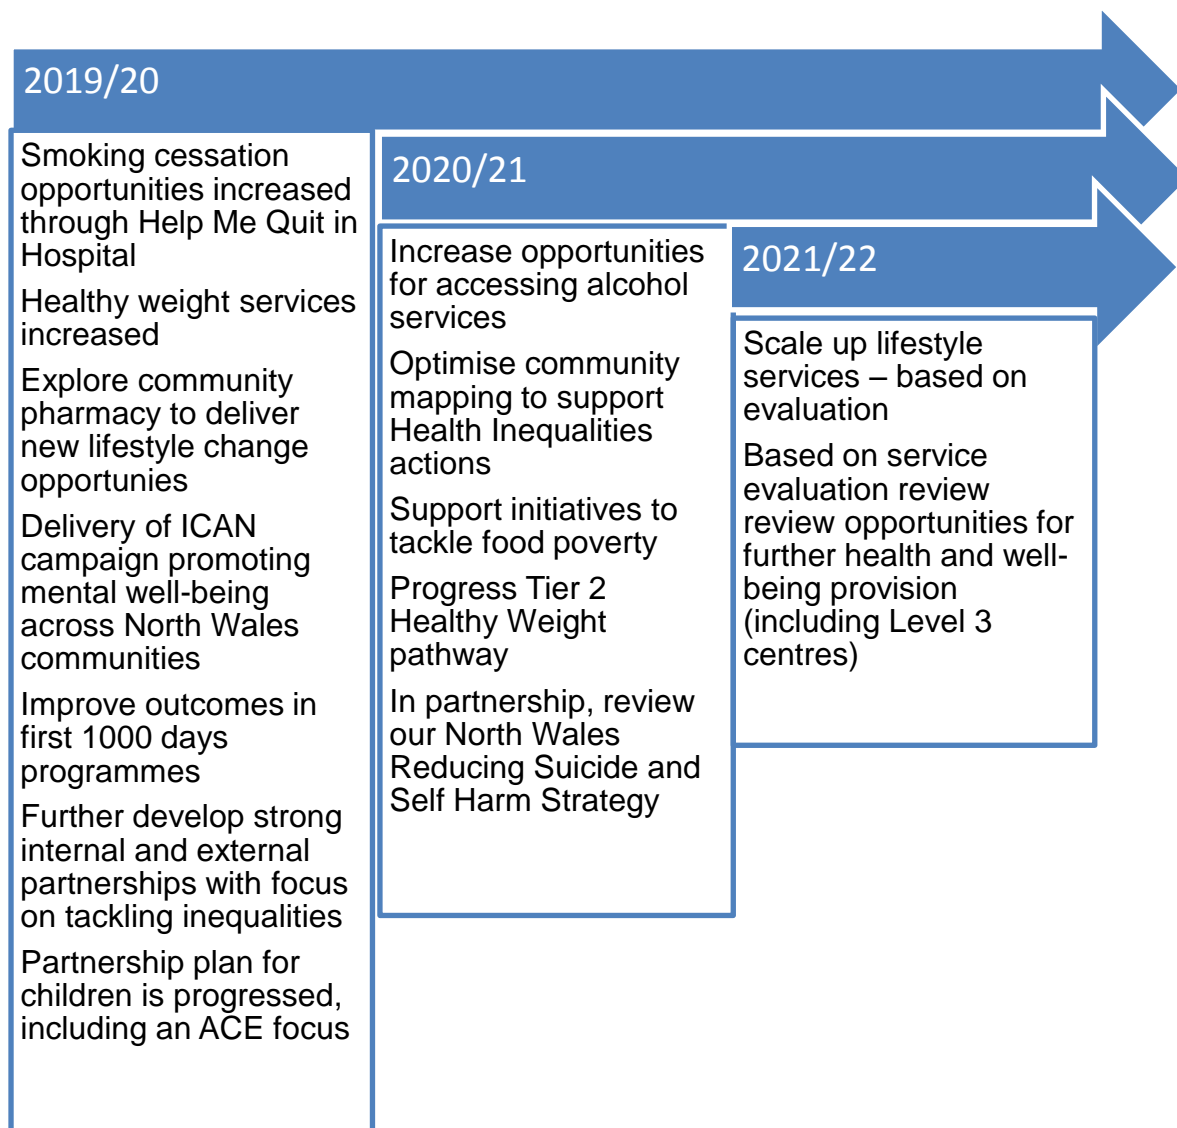 2019/20
Smoking cessation
opportunities increased
through Help Me Quit in
Hospital
Healthy weight services
increased
Explore community
pharmacy to deliver
new lifestyle change
opportunies
Delivery of ICAN
campaign promoting
mental well-being
across North Wales
communities
Improve outcomes in
first 1000 days
programmes
Further develop strong
internal and external
partnerships with focus
on tackling inequalities
Partnership plan for
children is progressed,
including an ACE focus
2020/21
Increase opportunities
for accessing alcohol
services
Optimise community
mapping to support
Health Inequalities
actions
Support initiatives to
tackle food poverty
Progress Tier 2
Healthy Weight
pathway
In partnership, review
our North Wales
Reducing Suicide and
Self Harm Strategy
2021/22
Scale up lifestyle
services – based on
evaluation
Based on service
evaluation review
review opportunities for
further health and well-
being provision
(including Level 3
centres)